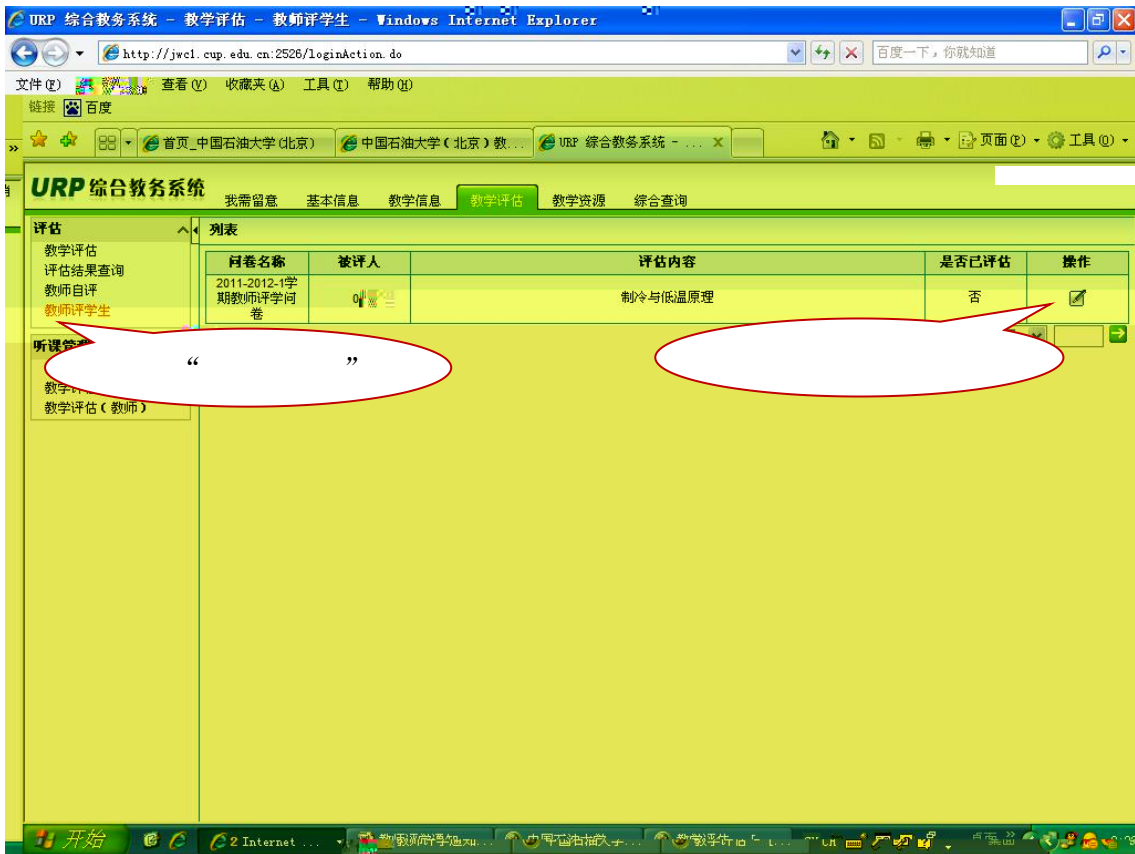 URP 综合教务系统 - 教学评估 - 教师评学生 - Windows Internet Explorer
http://jwc1.cup.edu.cn:2526/loginAction.do
百度一下，你就知道
文件(F) 查看(V) 收藏夹(A) 工具(T) 帮助(H)
链接 百度
首页_中国石油大学(北京) 中国石油大学(北京)教... URP 综合教务系统 - ... 页面(P) 工具(O)
URP 综合教务系统
我需留意 基本信息 教学信息 教学评估 教学资源 综合查询
评估
教学评估
评估结果查询
教师自评
教师评学生
教学评估(教师)
列表
问卷名称 被评人 评估内容 是否已评估 操作
2011-2012-1学
期教师评学问
卷
制冷与低温原理 否
“ ”
开始 2 Internet ...